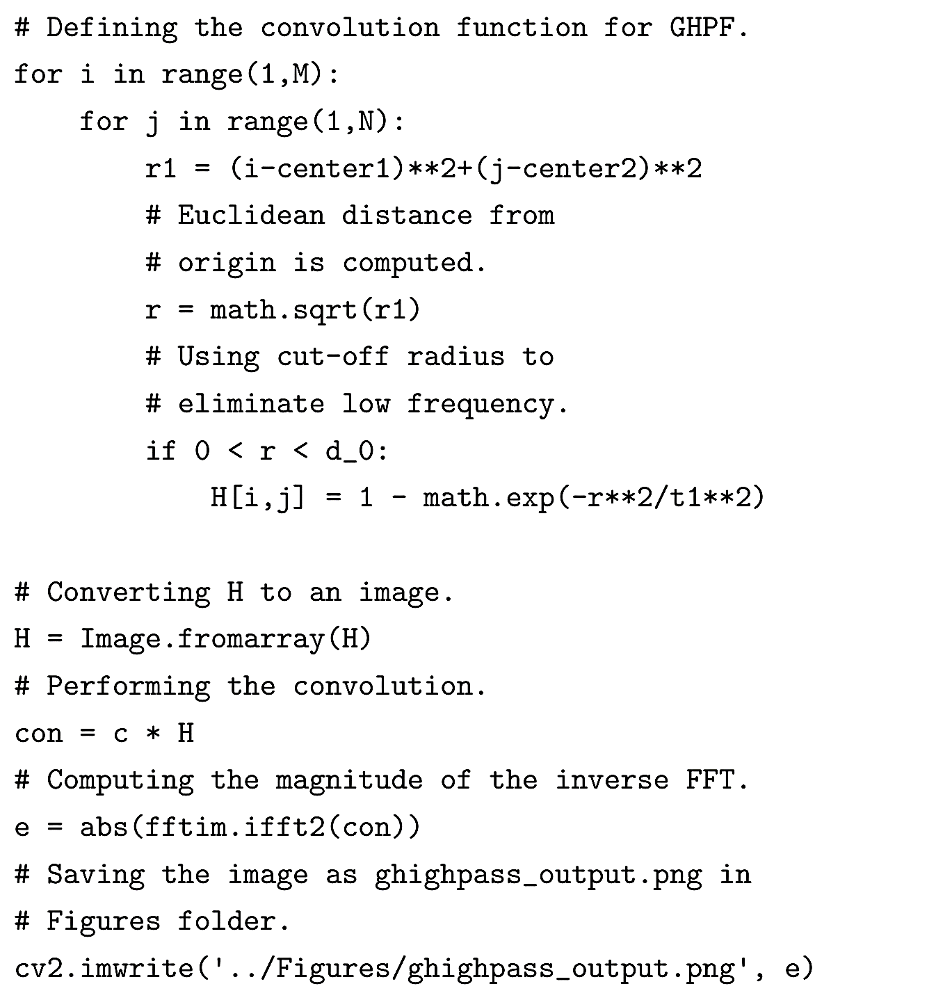 # Defining the convolution function for GHPF.
for i in range(1,M):
    for j in range(1,N):
        r1 = (i-center1)**2+(j-center2)**2
        # Euclidean distance from
        # origin is computed.
        r = math.sqrt(r1)
        # Using cut-off radius to
        # eliminate low frequency.
        if 0 < r < d_0:
            H[i,j] = 1 - math.exp(-r**2/t1**2)

# Converting H to an image.
H = Image.fromarray(H)
# Performing the convolution.
con = c * H
# Computing the magnitude of the inverse FFT.
e = abs(fftim.ifft2(con))
# Saving the image as ghighpass_output.png in
# Figures folder.
cv2.imwrite('../Figures/ghighpass_output.png', e)